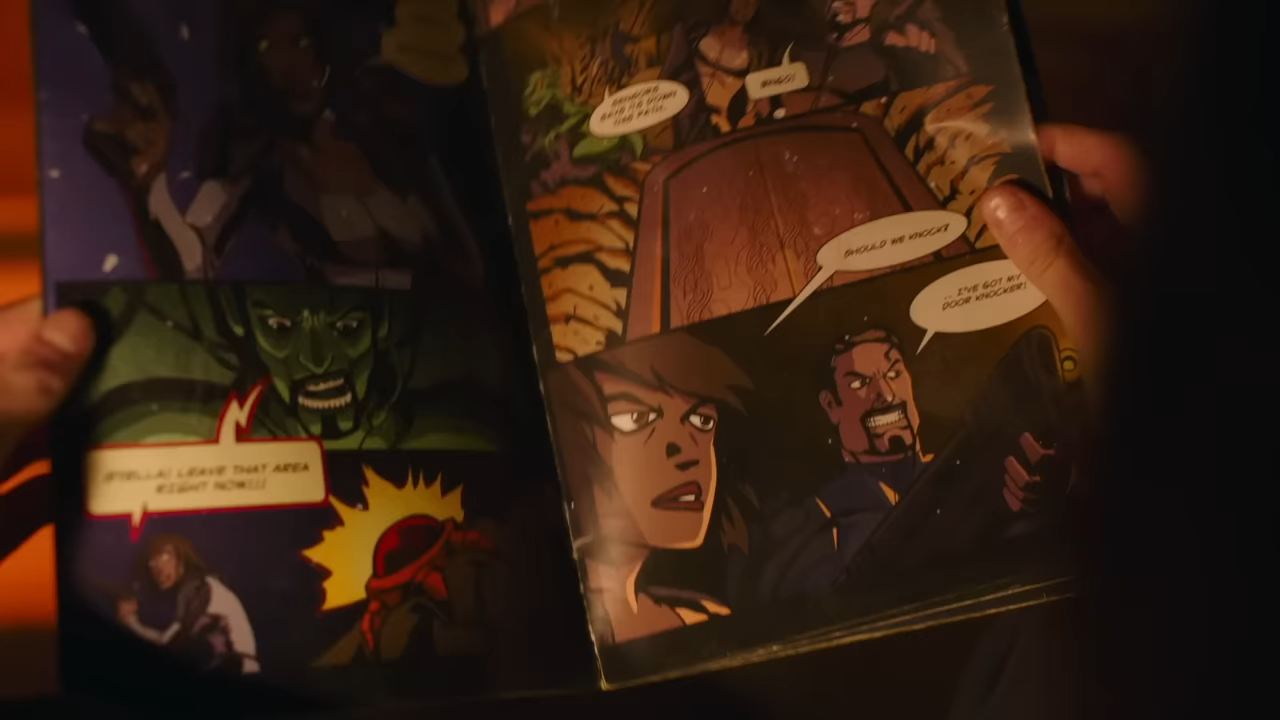 STELLA! LEAVE THAT AREA
RIGHT NOW!!!
SENSORS
SAYS ITS DOWN
THIS PATH.
BINGO!
SHOULD WE KNOCK?
... I'VE GOT MY
DOOR KNOCKER!